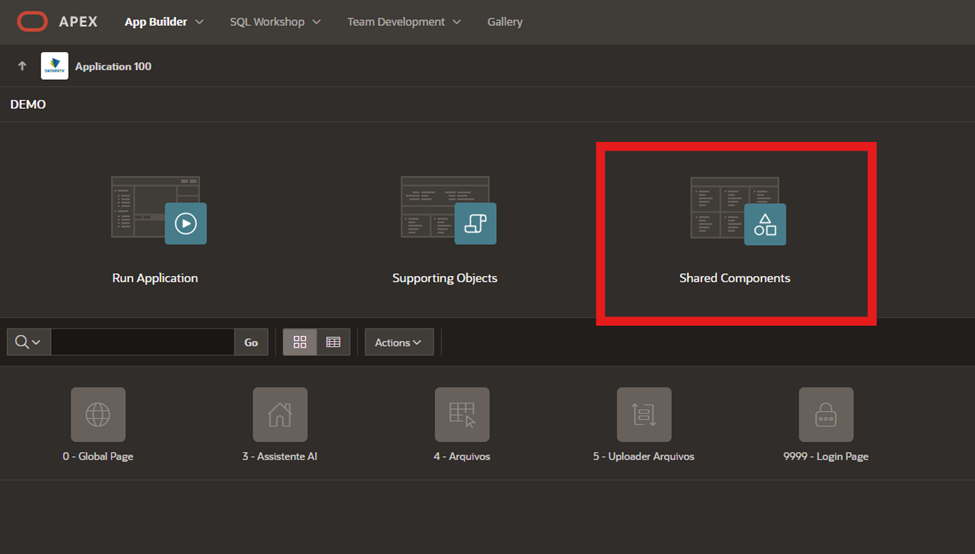 APEX App Builder SQL Workshop Team Development Gallery
Application 100
DEMO
Run Application Supporting Objects Shared Components
Go Actions
0 - Global Page 3 - Assistente AI 4 - Arquivos 5 - Uploader Arquivos 9999 - Login Page